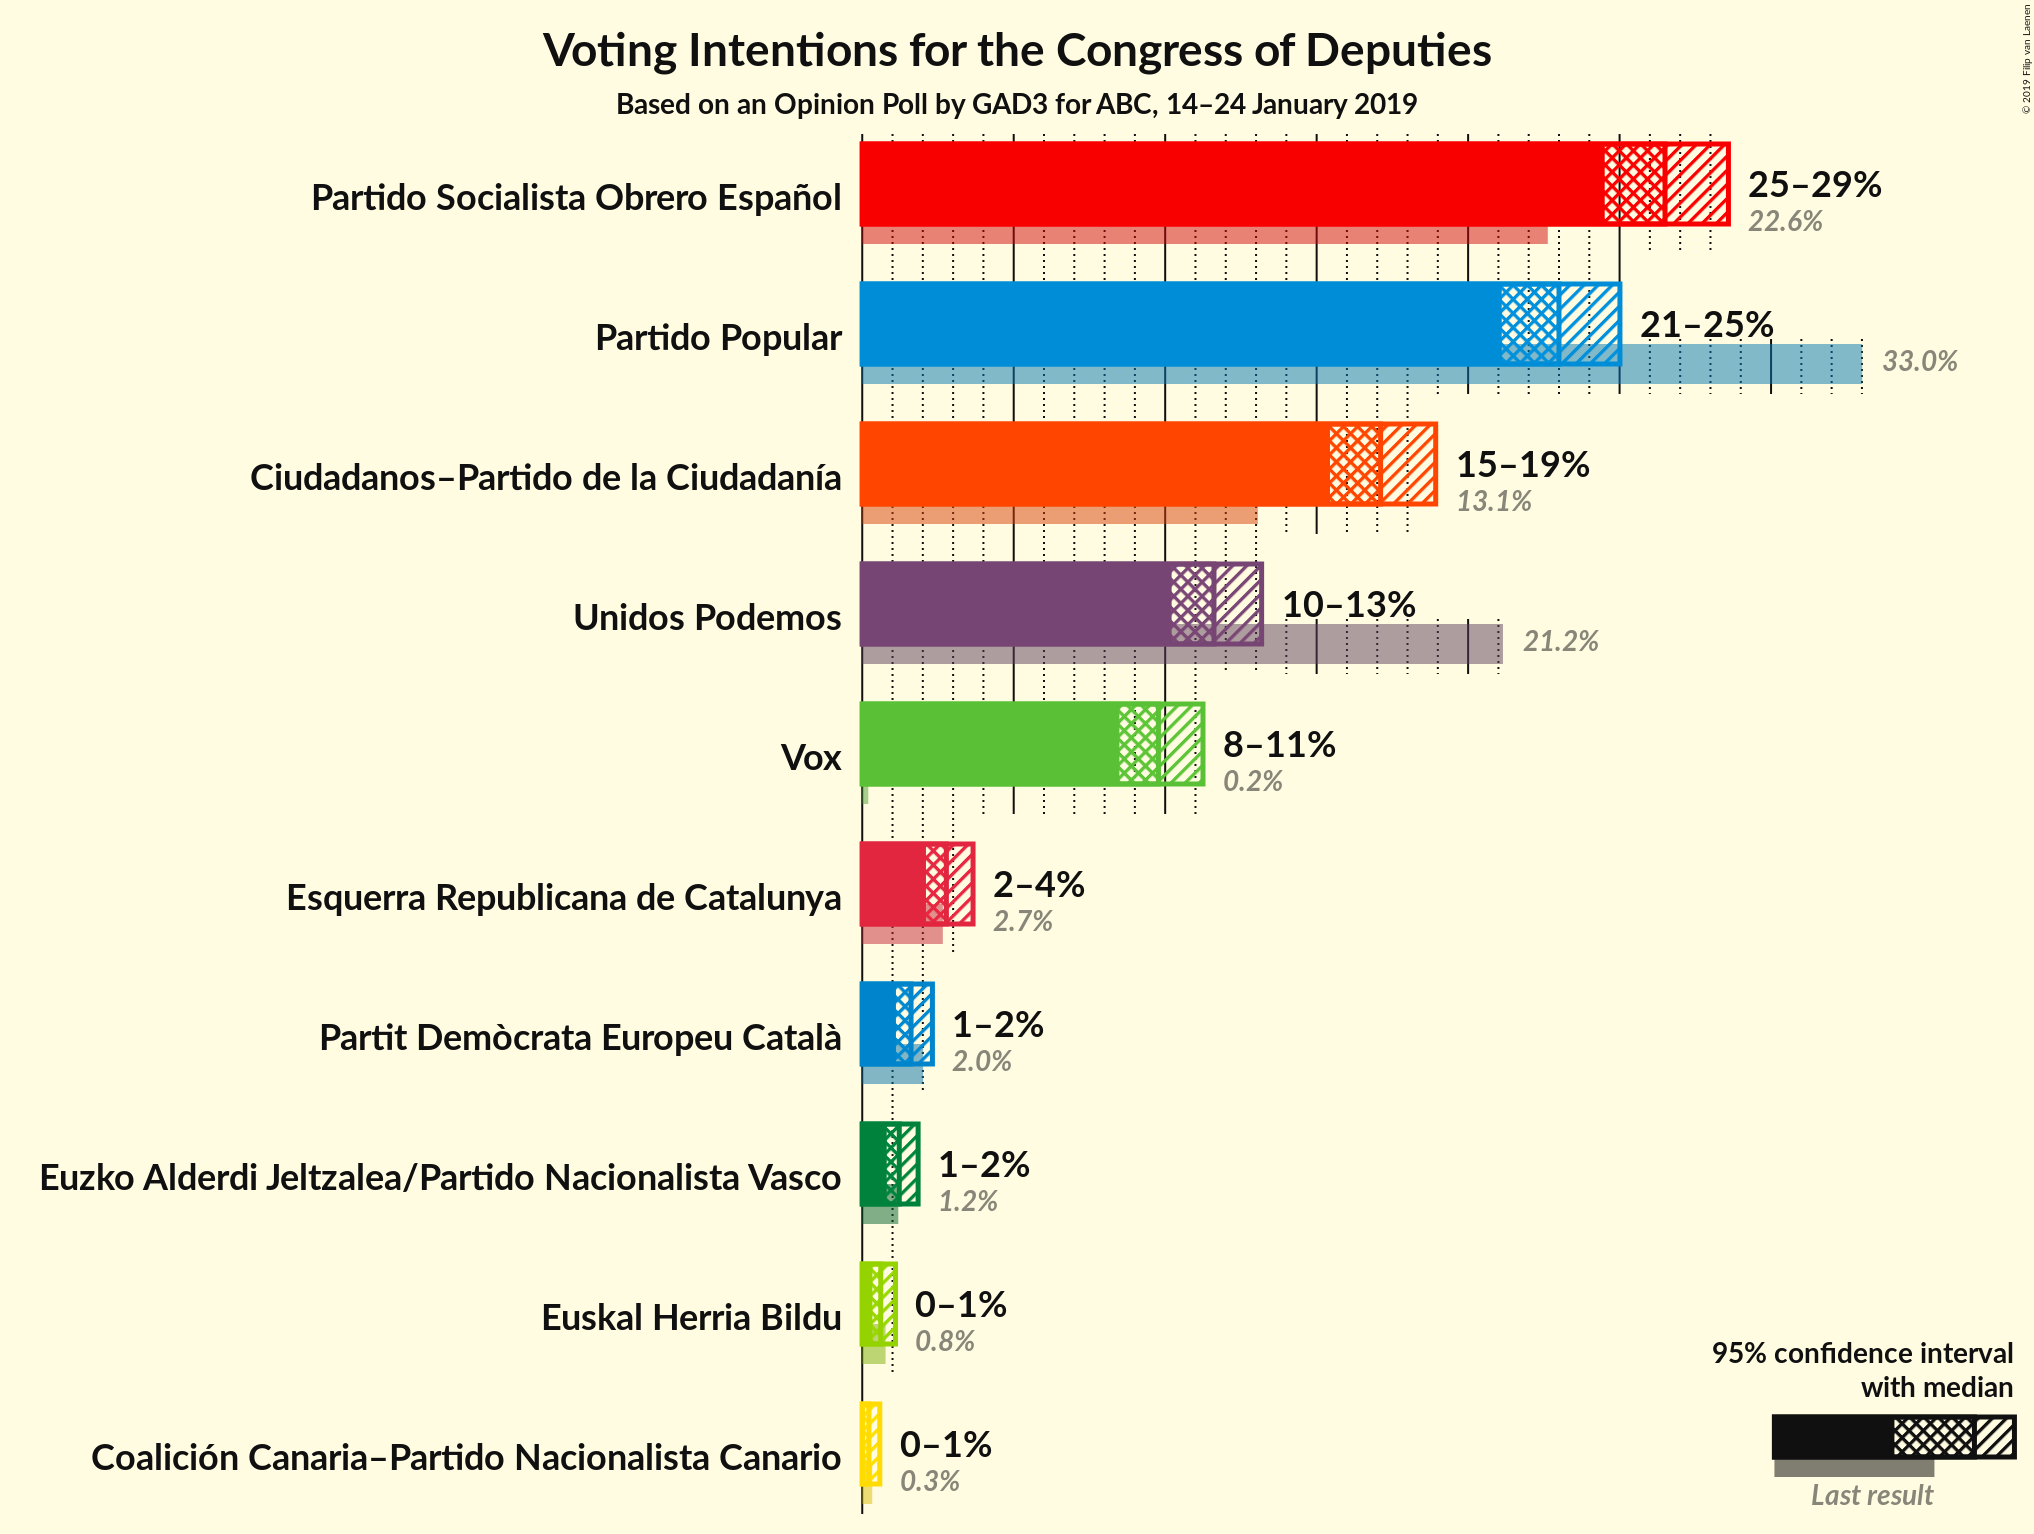 Voting Intentions for the Congress of Deputies
Based on an Opinion Poll by GAD3 for ABC, 14–24 January 2019
© 2019 Filip van Laenen
Partido Socialista Obrero Español
25–29%
22.6%
Partido Popular
21–25%
33.0%
Ciudadanos–Partido de la Ciudadanía
15–19%
13.1%
Unidos Podemos
10–13%
21.2%
Vox
8–11%
0.2%
Esquerra Republicana de Catalunya
2–4%
2.7%
Partit Demòcrata Europeu Català
1–2%
2.0%
Euzko Alderdi Jeltzalea/Partido Nacionalista Vasco
1–2%
1.2%
Euskal Herria Bildu
0–1%
0.8%
Coalición Canaria–Partido Nacionalista Canario
0–1%
0.3%
95% confidence interval
with median
Last result